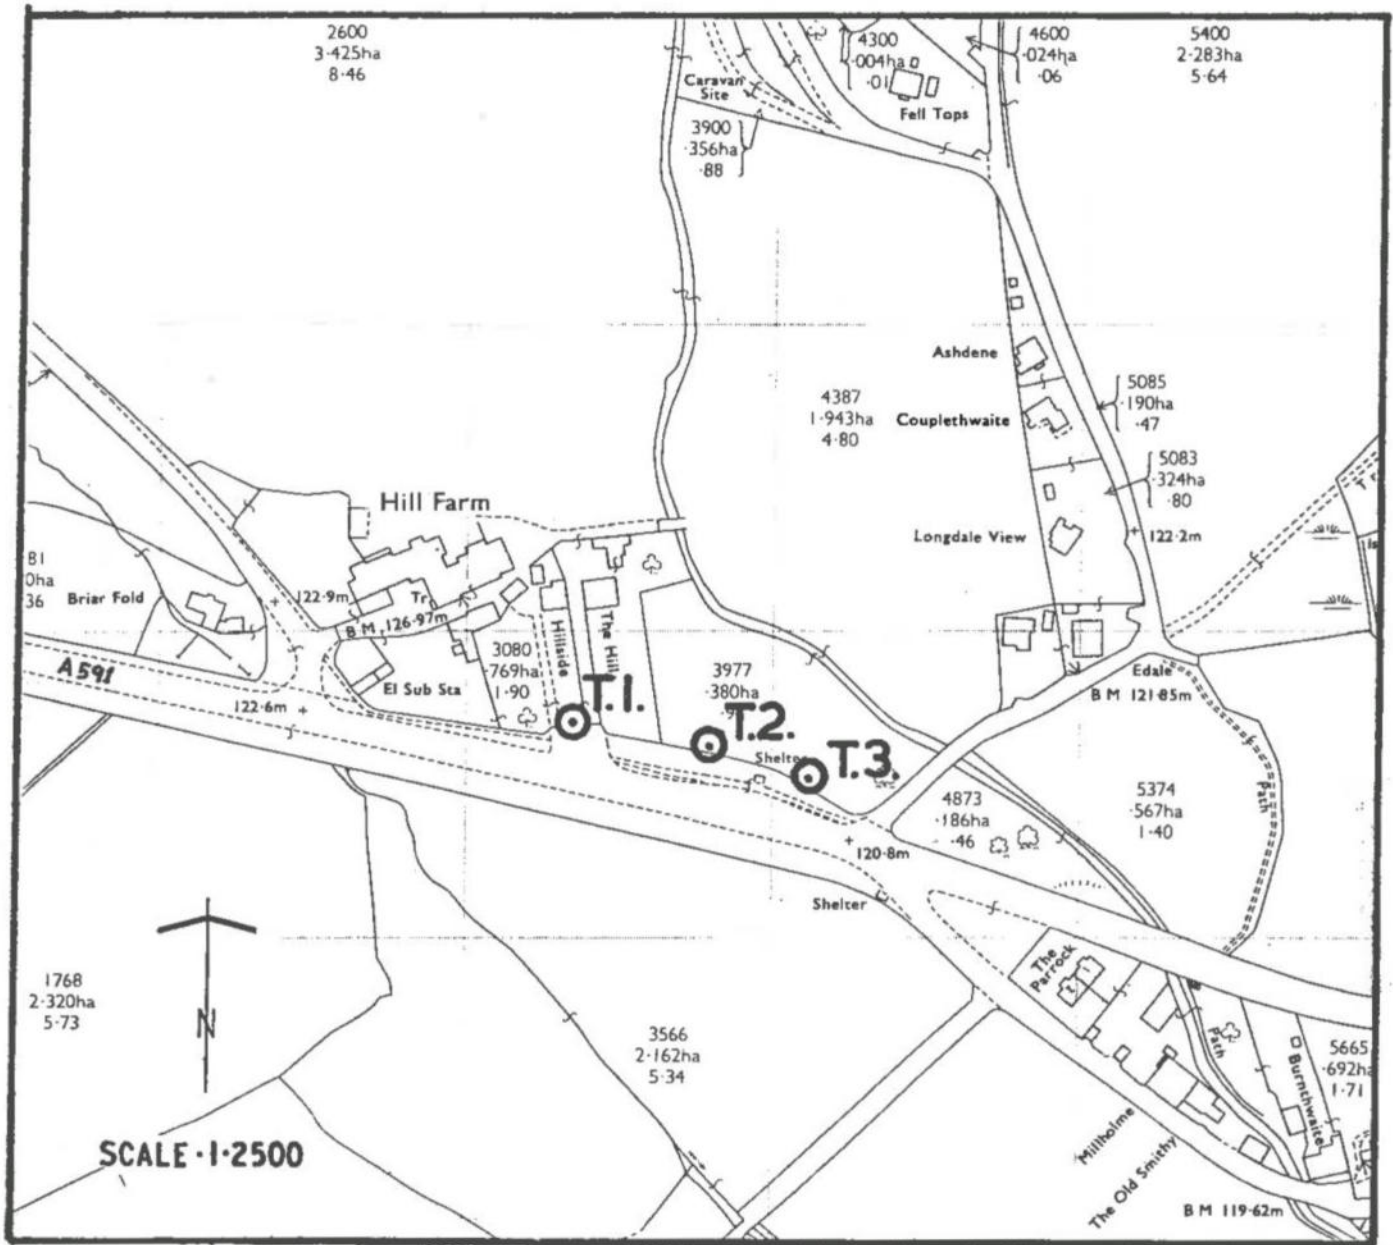 2600
3·425ha
8·46
4300
·004ha
·01
4600
·024ha
·06
5400
2·283ha
5·64
Caravan
Site
Fell Tops
3900
·356ha
·88
Ashdene
4387
1·943ha
4·80
Couplethwaite
5085
·190ha
·47
5083
·324ha
·80
Hill Farm
Longdale View
122·2m
81
0ha
36
Briar Fold
122·9m
Tr
B M 126·97m
Hillside
The Hill
3080
·769ha
1·90
A591
El Sub Sta
122·6m
T.1.
3977
·380ha
T.2.
Shelter
T.3.
Edale
B M 121·85m
4873
·186ha
·46
5374
·567ha
1·40
Path
120·8m
Shelter
The
Parrock
1768
2·320ha
5·73
N
3566
2·162ha
5·34
Path
Burnthwaite
5665
·692ha
1·71
Millholme
The Old Smithy
SCALE·1·2500
B M 119·62m